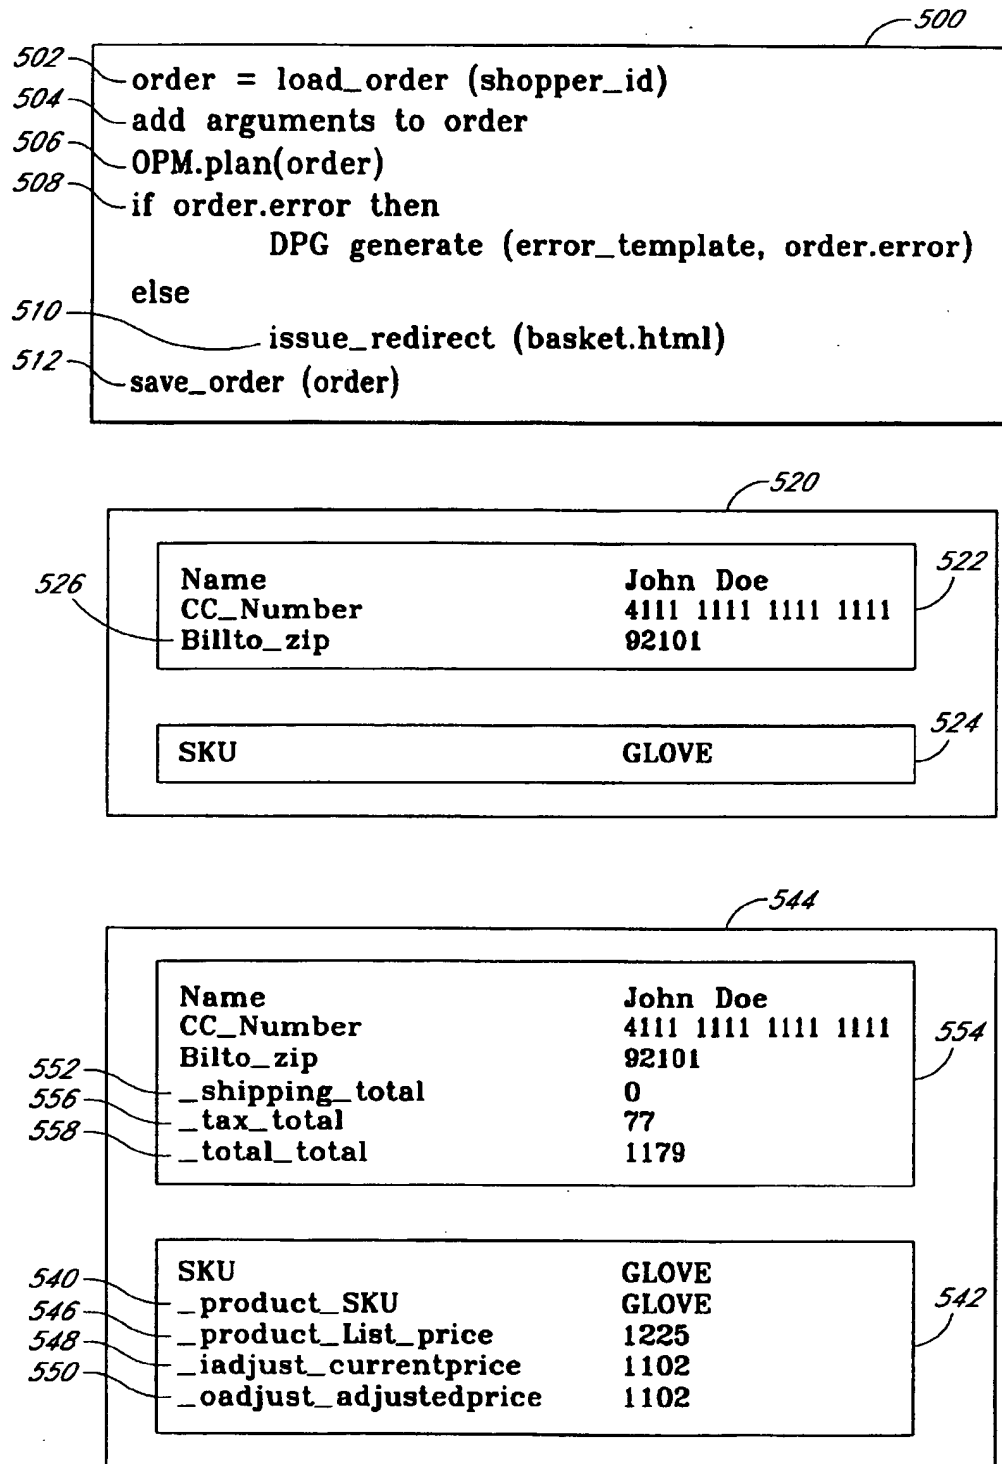 500
502 order = load_order (shopper_id)
504 add arguments to order
506 OPM.plan(order)
508 if order.error then
DPG generate (error_template, order.error)
else
510 issue_redirect (basket.html)
512 save_order (order)
520
522
526
Name John Doe
CC_Number 4111 1111 1111 1111
Billto_zip 92101
524
SKU GLOVE
544
Name John Doe
CC_Number 4111 1111 1111 1111
Bilto_zip 92101 554
552 _shipping_total 0
556 _tax_total 77
558 _total_total 1179
SKU GLOVE
540 _product_SKU GLOVE 542
546 _product_List_price 1225
548 _iadjust_currentprice 1102
550 _oadjust_adjustedprice 1102